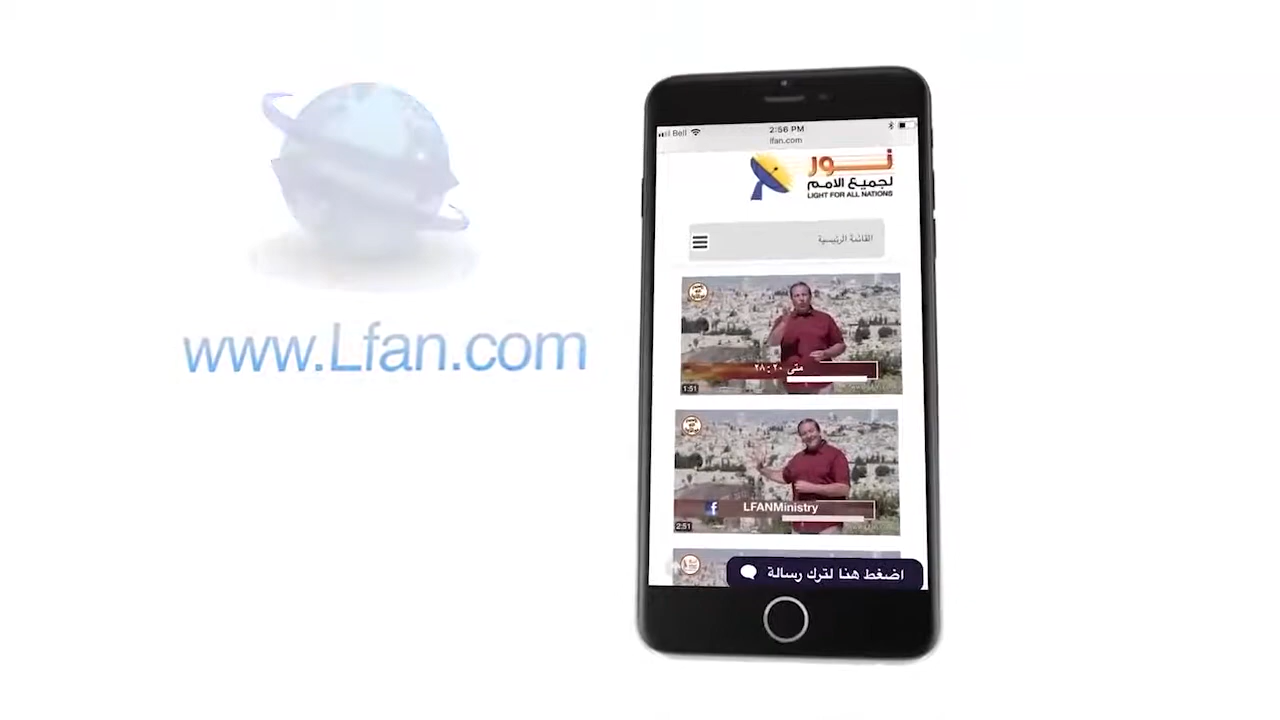 www.Lfan.com
Bell
2:56 PM
lfan.com
نور
لجميع الامم
LIGHT FOR ALL NATIONS
القائمة الرئيسية
متى ٢٠ : ٢٨
1:51
LFANMinistry
2:51
اضغط هنا لترك رسالة